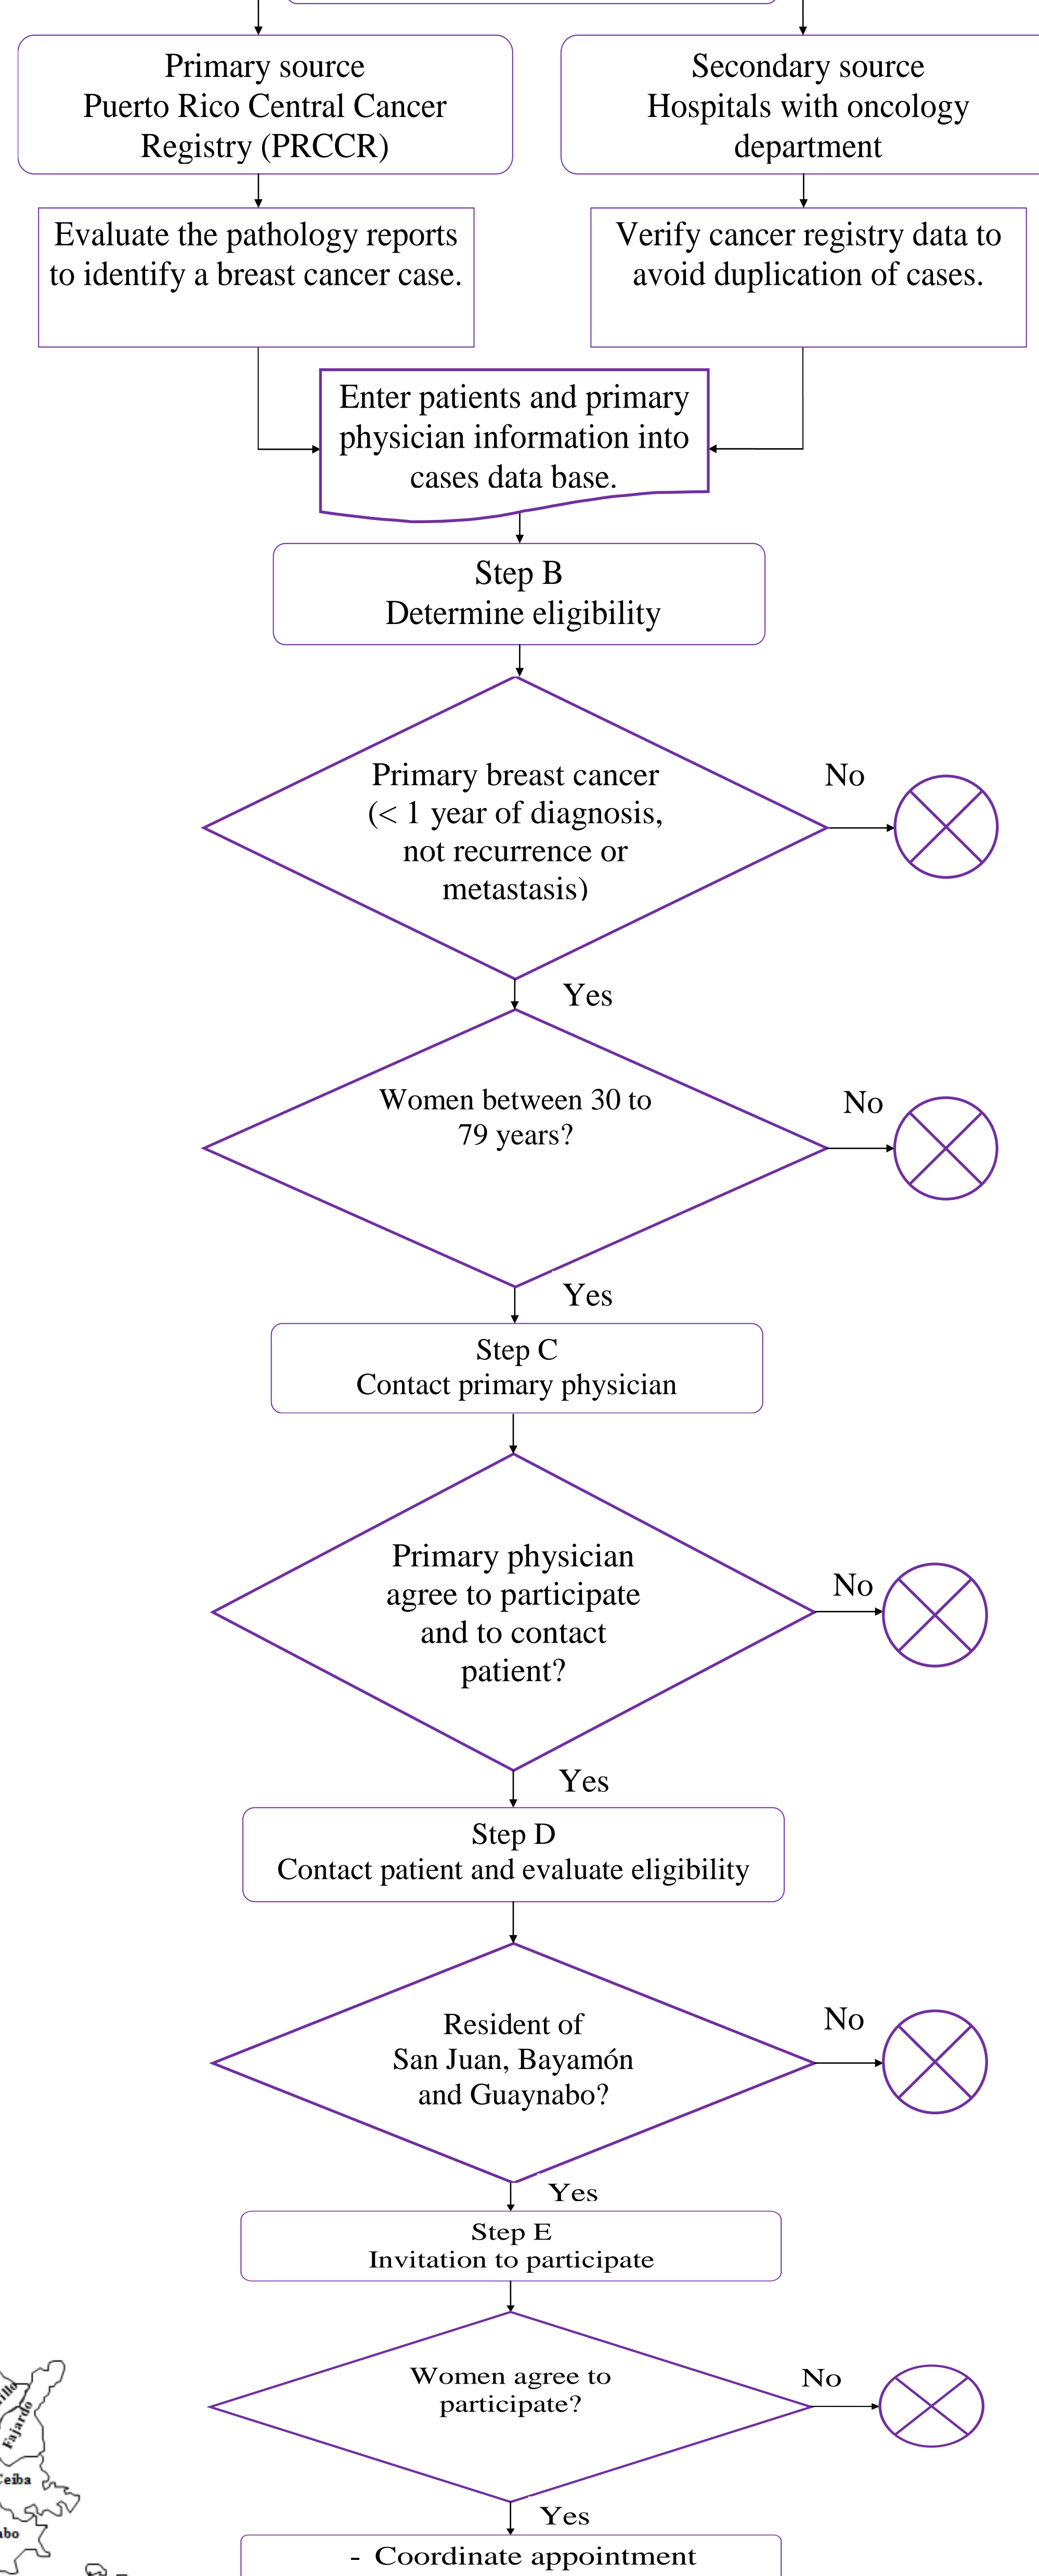 Primary source
Puerto Rico Central Cancer
Registry (PRCCR)
Secondary source
Hospitals with oncology
department
Evaluate the pathology reports
to identify a breast cancer case.
Verify cancer registry data to
avoid duplication of cases.
Enter patients and primary
physician information into
cases data base.
Step B
Determine eligibility
Primary breast cancer
(< 1 year of diagnosis,
not recurrence or
metastasis)
No
Yes
Women between 30 to
79 years?
No
Yes
Step C
Contact primary physician
Primary physician
agree to participate
and to contact
patient?
No
Yes
Step D
Contact patient and evaluate eligibility
Resident of
San Juan, Bayamón
and Guaynabo?
No
Yes
Step E
Invitation to participate
Women agree to
participate?
No
Fajardo
Ceiba
Yes
- Coordinate appointment